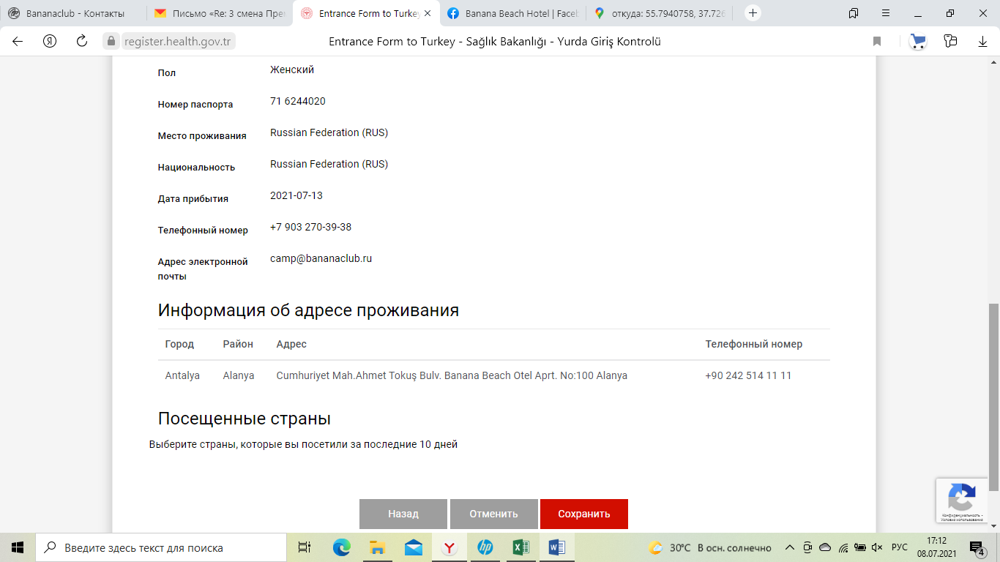 Bananaclub - Контакты
Письмо «Re: 3 смена Прем
Entrance Form to Turkey
Banana Beach Hotel | Faceb
откуда: 55.7940758, 37.726
register.health.gov.tr
Entrance Form to Turkey - Sağlık Bakanlığı - Yurda Giriş Kontrolü
Пол Женский
Номер паспорта 71 6244020
Место проживания Russian Federation (RUS)
Национальность Russian Federation (RUS)
Дата прибытия 2021-07-13
Телефонный номер +7 903 270-39-38
Адрес электронной camp@bananaclub.ru
почты
Информация об адресе проживания
Город Район Адрес Телефонный номер
Antalya Alanya Cumhuriyet Mah.Ahmet Tokuş Bulv. Banana Beach Otel Aprt. No:100 Alanya +90 242 514 11 11
Посещенные страны
Выберите страны, которые вы посетили за последние 10 дней
Назад Отменить Сохранить
Конфиденциальность -
Условия использования
Введите здесь текст для поиска
30°C В осн. солнечно
РУС
17:12
08.07.2021
4